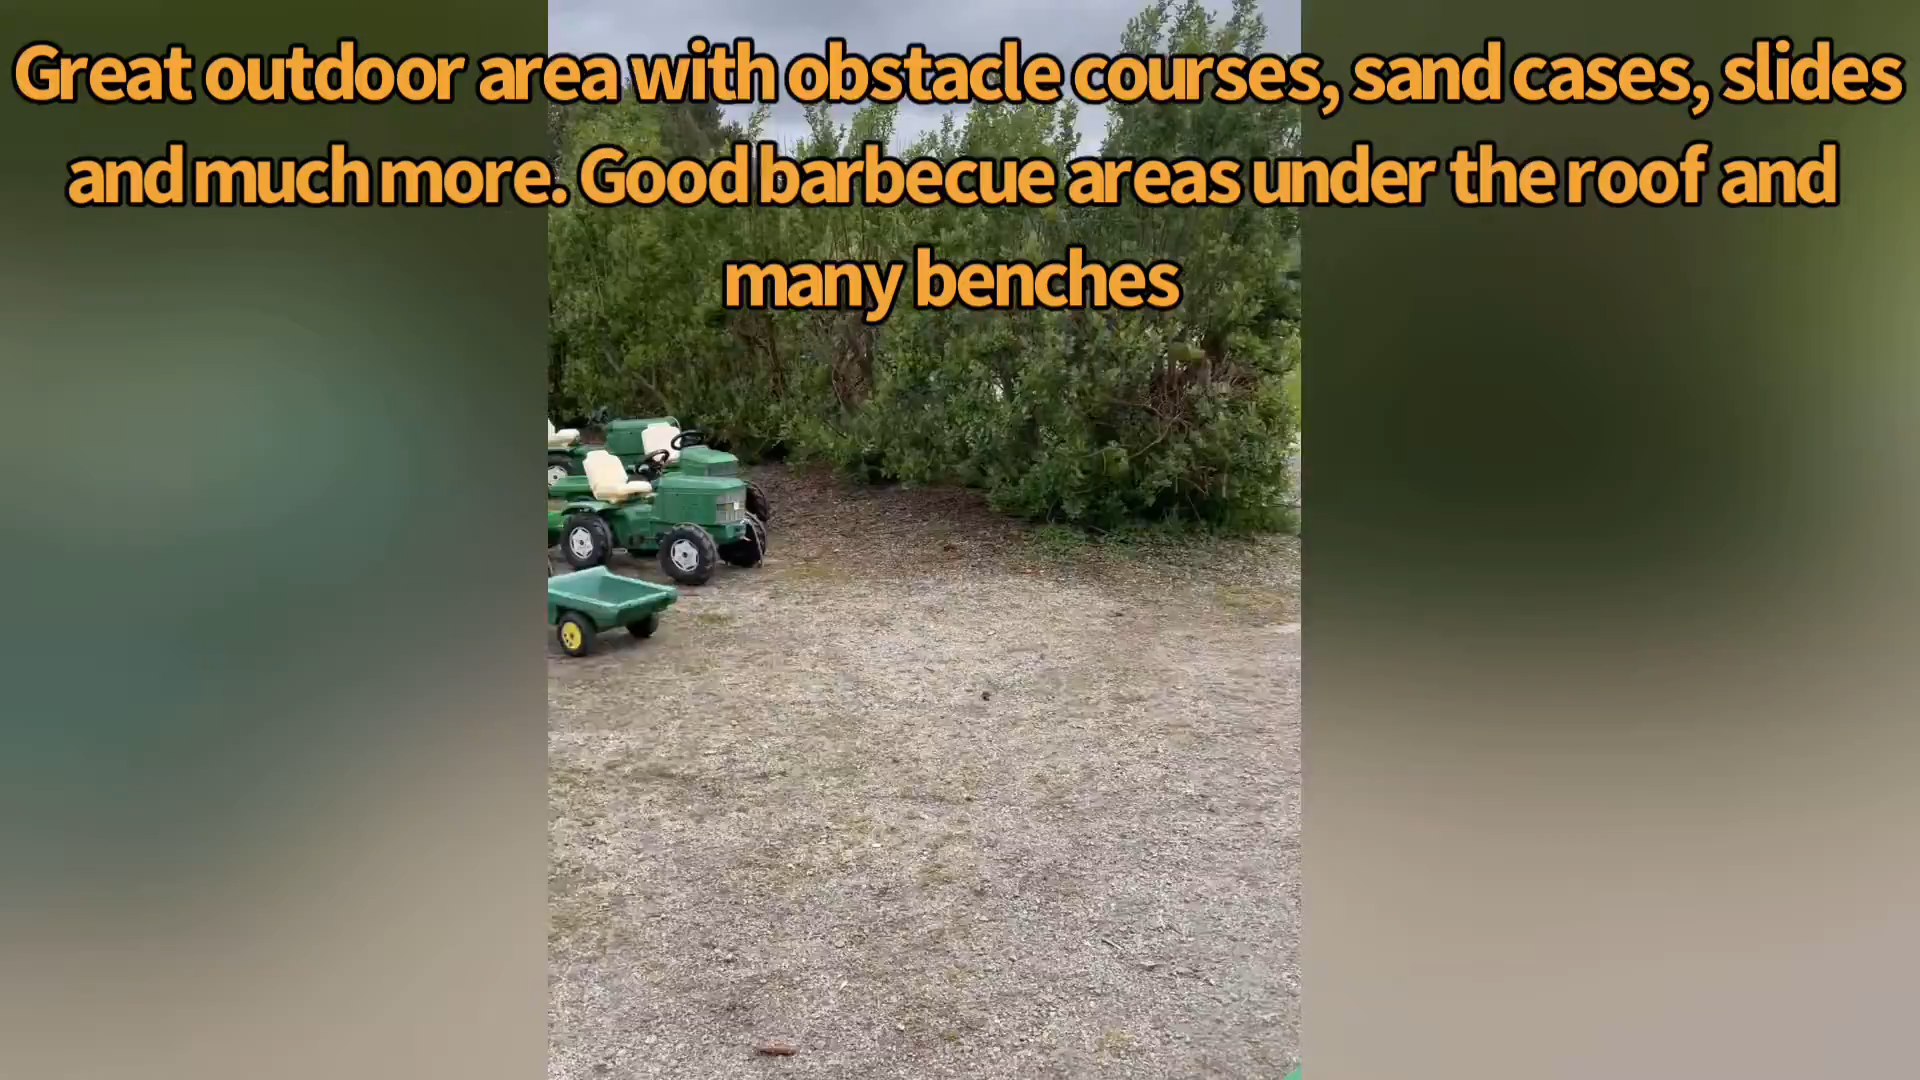 Great outdoor area with obstacle courses, sand cases, slides
and much more. Good barbecue areas under the roof and
many benches